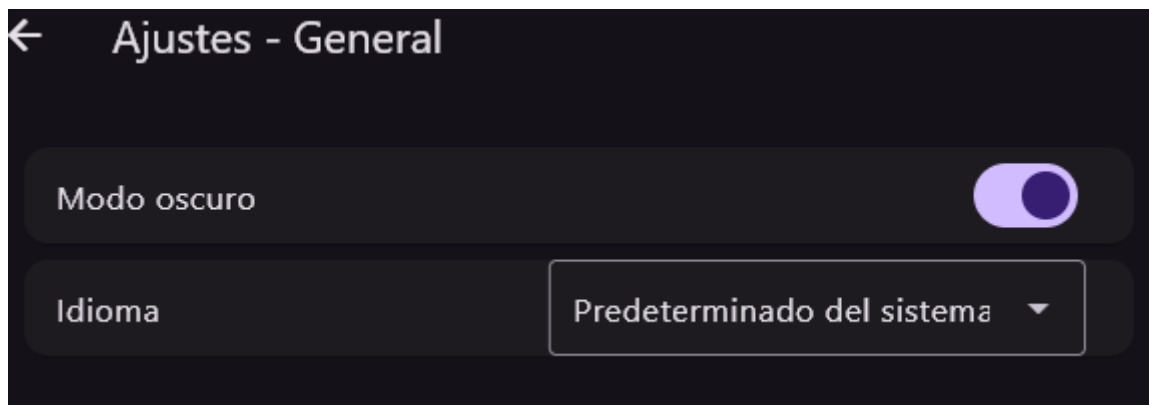 Ajustes - General
Modo oscuro
Idioma
Predeterminado del sistema